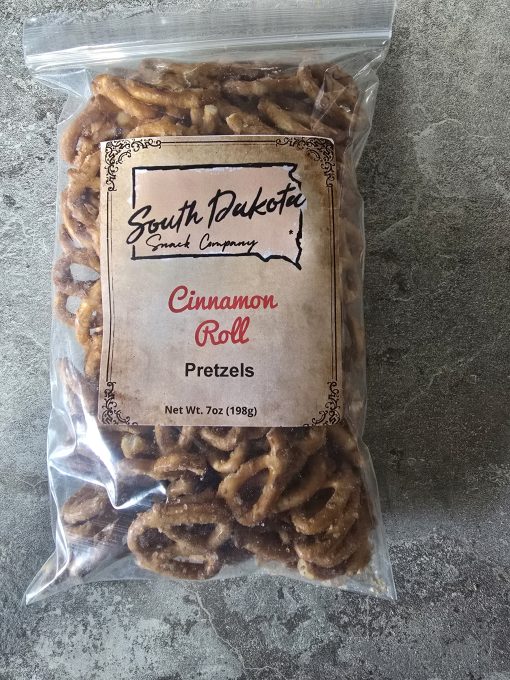 South Dakota
Snack Company
*
Cinnamon
Roll
Pretzels
Net Wt. 7oz (198g)